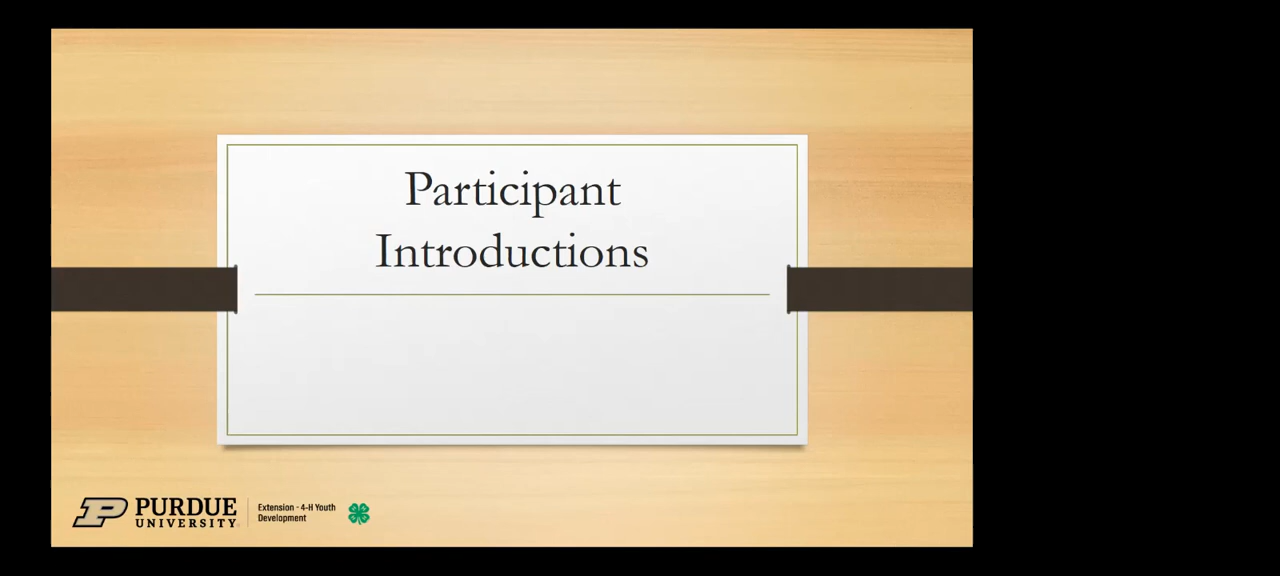 Participant
Introductions
PURDUE
UNIVERSITY
Extension - 4-H Youth
Development